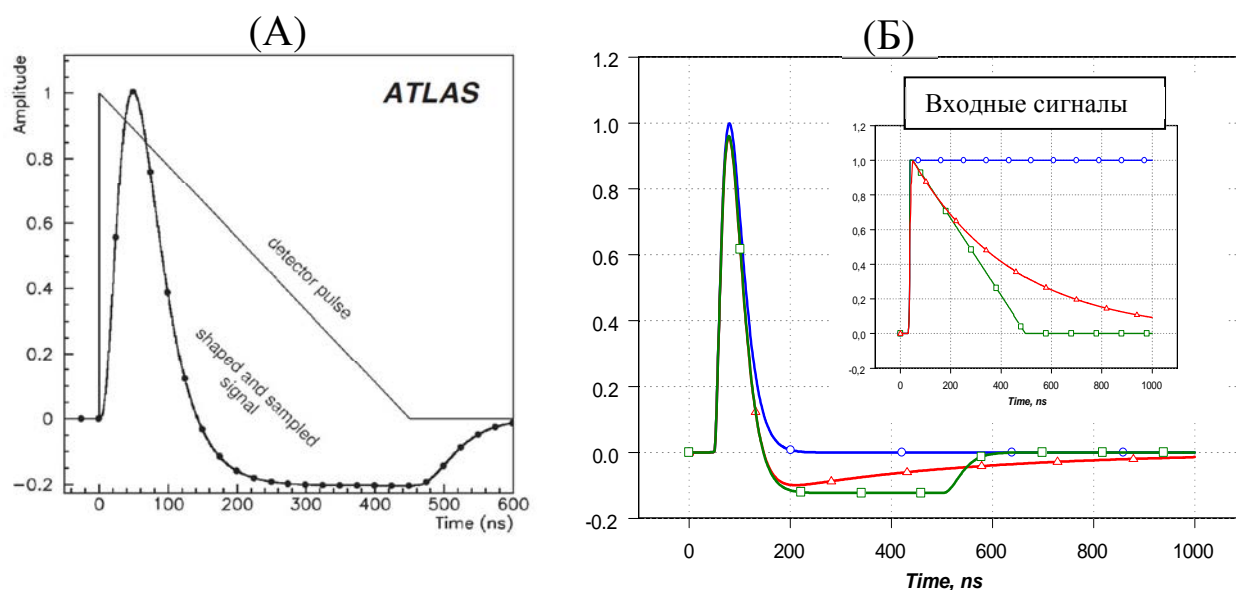 (А)
Amplitude
1
0.8
0.6
0.4
0.2
0
−0.2
ATLAS
detector pulse
shaped and sampled
signal
0 100 200 300 400 500 600
Time (ns)
(Б)
1.2
1.0
0.8
0.6
0.4
0.2
0.0
-0.2
0 200 400 600 800 1000
Time, ns
Входные сигналы
1,2
1,0
0,8
0,6
0,4
0,2
0,0
-0,2
0 200 400 600 800 1000
Time, ns